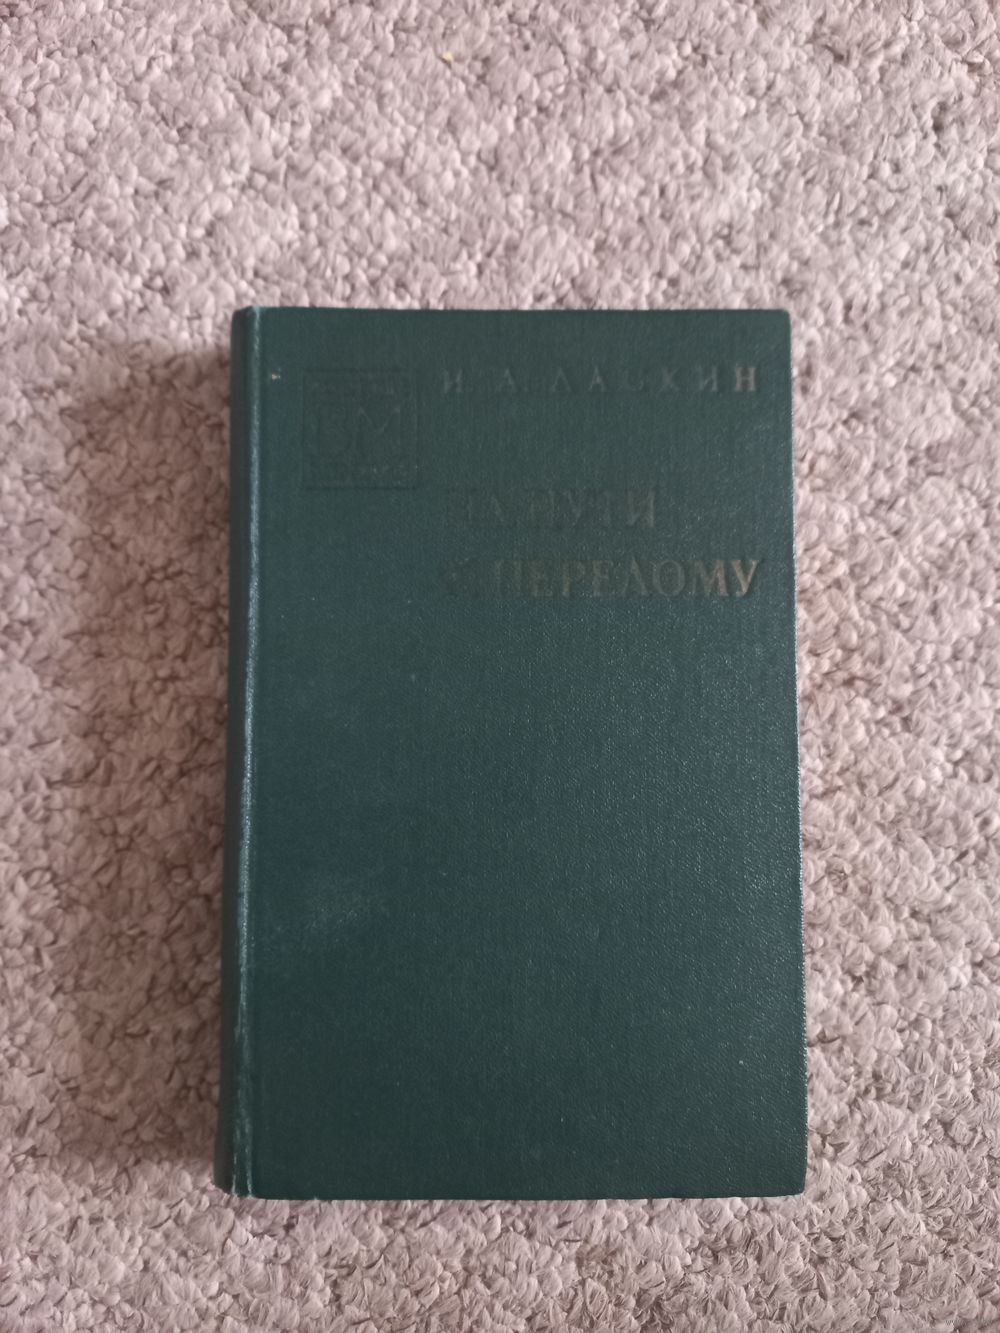 И. А. ЛАСКИН
ВМ
НА ПУТИ
К ПЕРЕЛОМУ